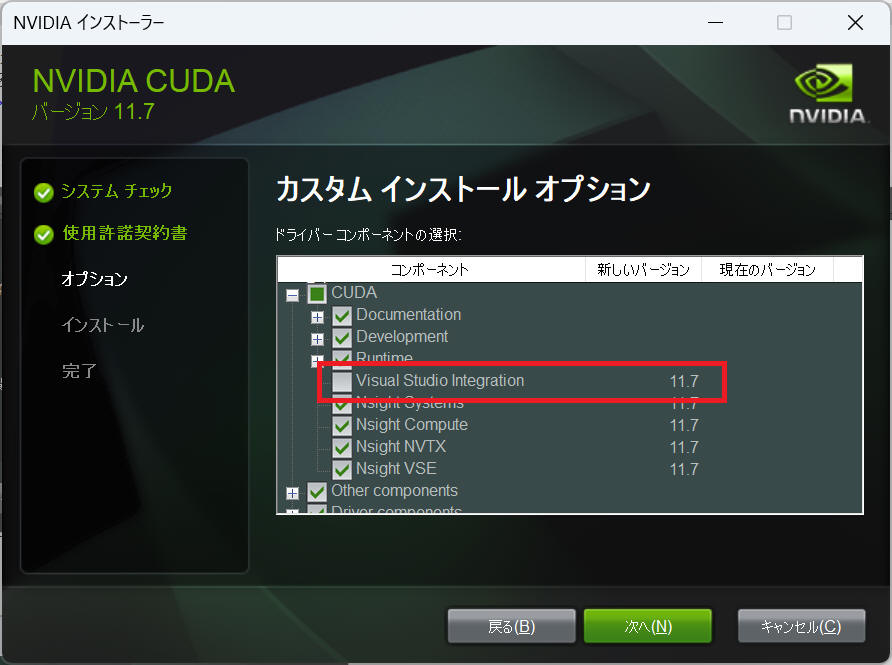 NVIDIA インストーラー
NVIDIA CUDA
バージョン 11.7
NVIDIA.
システム チェック
使用許諾契約書
オプション
インストール
完了
カスタム インストール オプション
ドライバー コンポーネントの選択:
コンポーネント 新しいバージョン 現在のバージョン
CUDA
Documentation
Development
Runtime
Visual Studio Integration 11.7
Nsight Systems 11.7
Nsight Compute 11.7
Nsight NVTX 11.7
Nsight VSE 11.7
Other components
Driver components
戻る(B) 次へ(N) キャンセル(C)